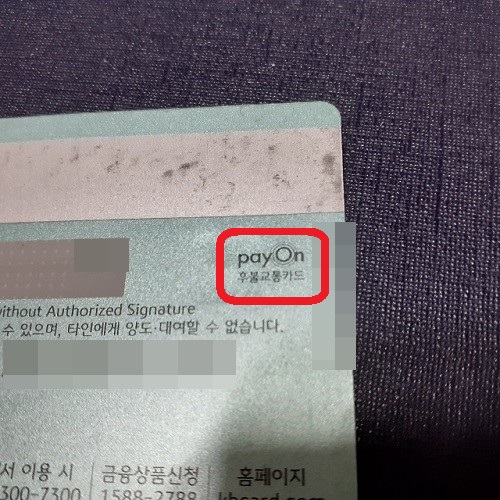 payOn
후불교통카드
without Authorized Signature
수 있으며, 타인에게 양도·대여할 수 없습니다.
서 이용 시 금융상품신청 홈페이지
300-7300 1588-2788 kbcard.com